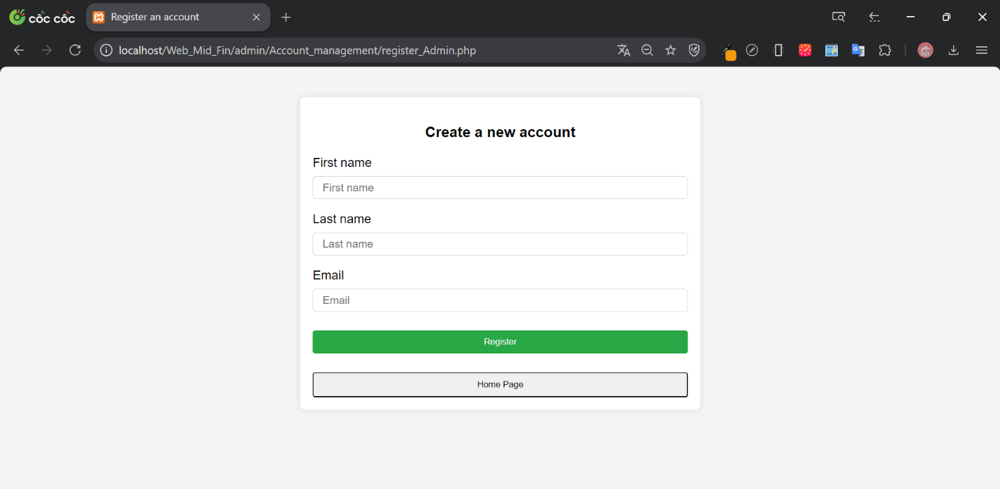 cốc cốc
Register an account
localhost/Web_Mid_Fin/admin/Account_management/register_Admin.php
Create a new account
First name
First name
Last name
Last name
Email
Email
Register
Home Page